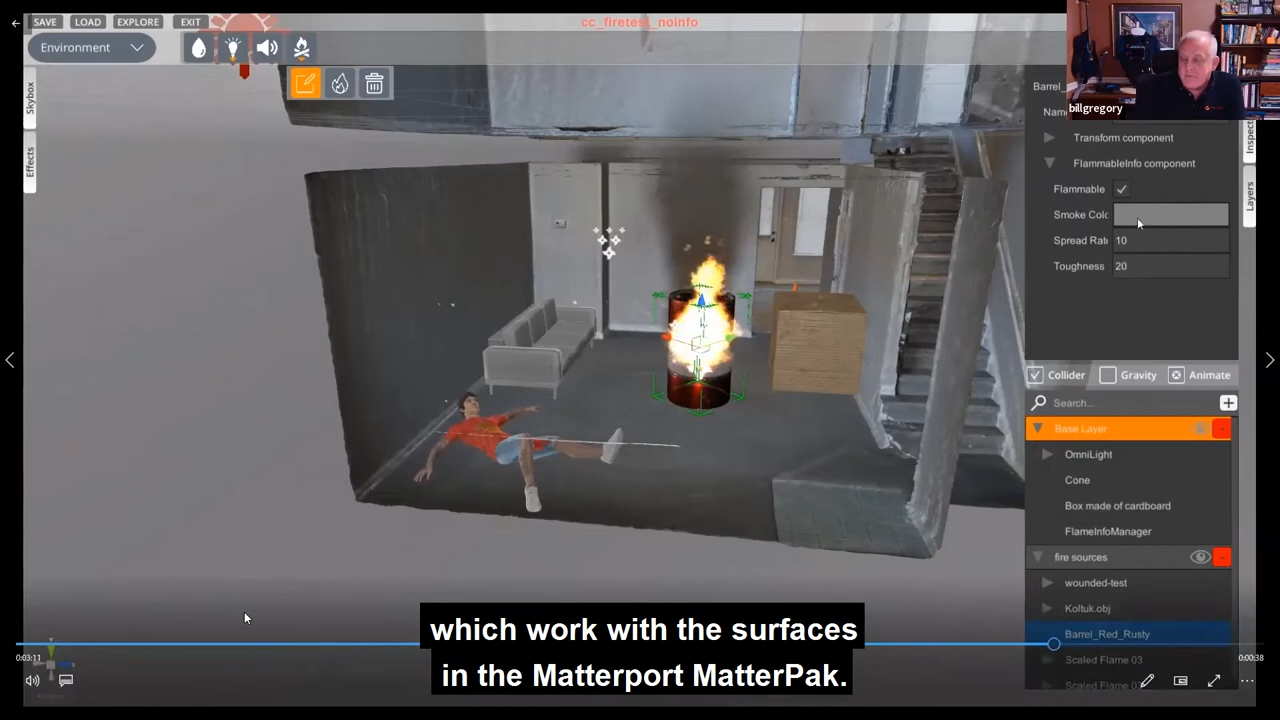 SAVE LOAD EXPLORE EXIT
cc_firetest_noinfo
Environment
Skybox
Effects
billgregory
Barrel_
Transform component
FlammableInfo component
Flammable
Smoke Colo
Spread Rate 10
Toughness 20
Layers
Collider Gravity Animate
Search...
Base Layer
OmniLight
Cone
Box made of cardboard
FlameInfoManager
fire sources
wounded-test
Koltuk.obj
Barrel_Red_Rusty
Scaled Flame 03
which work with the surfaces
in the Matterport MatterPak.
0:03:11
0:00:38